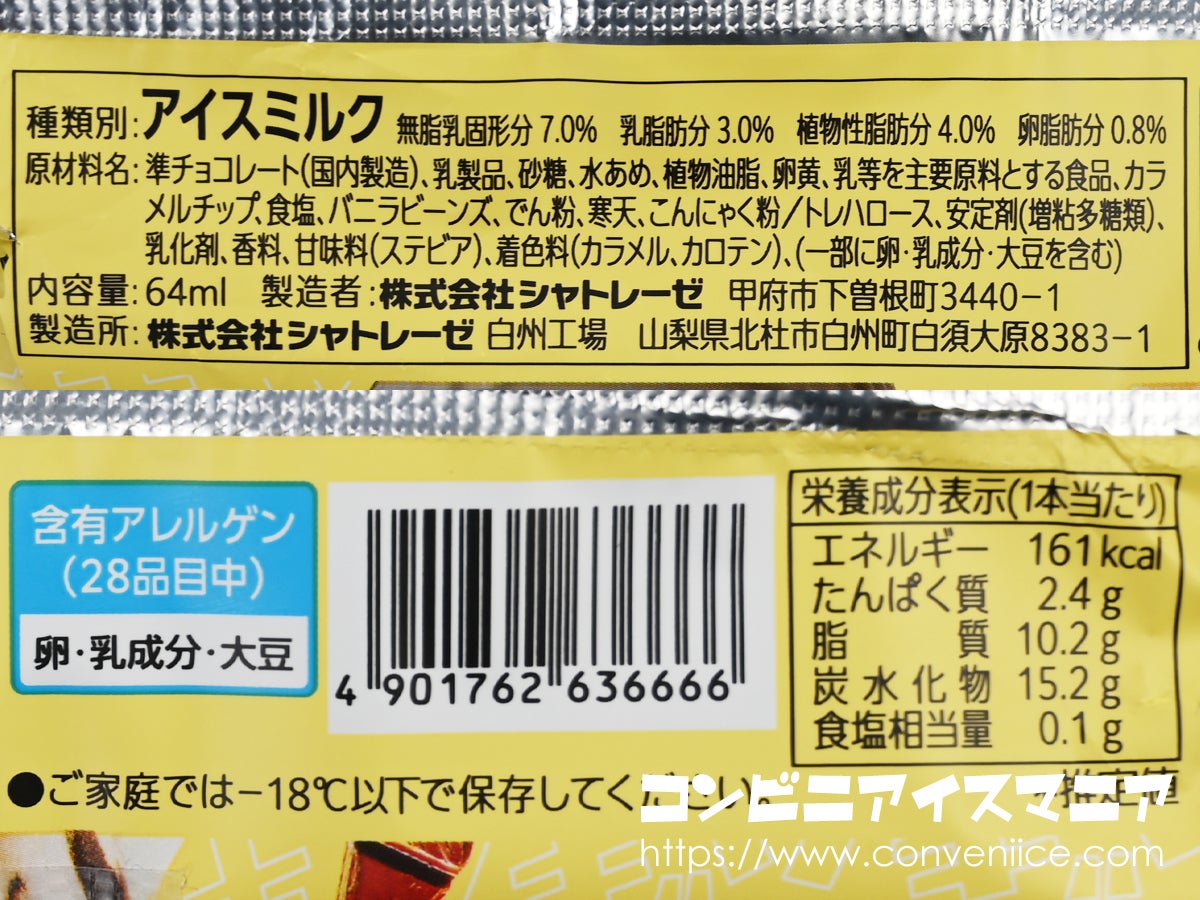 種類別:アイスミルク 無脂乳固形分 7.0% 乳脂肪分 3.0% 植物性脂肪分 4.0% 卵脂肪分 0.8%
原材料名:準チョコレート(国内製造)、乳製品、砂糖、水あめ、植物油脂、卵黄、乳等を主要原料とする食品、カラ
メルチップ、食塩、バニラビーンズ、でん粉、寒天、こんにゃく粉/トレハロース、安定剤(増粘多糖類)、
乳化剤、香料、甘味料(ステビア)、着色料(カラメル、カロテン)、(一部に卵・乳成分・大豆を含む)
内容量:64ml 製造者:株式会社シャトレーゼ 甲府市下曽根町3440-1
製造所:株式会社シャトレーゼ 白州工場 山梨県北杜市白州町白須大原8383-1
含有アレルゲン
(28品目中)
卵・乳成分・大豆
4 901762 636666
栄養成分表示(1本当たり)
エネルギー 161kcal
たんぱく質 2.4g
脂質 10.2g
炭水化物 15.2g
食塩相当量 0.1g
●ご家庭では-18℃以下で保存してください。
推定値
コンビニアイスマニア
https://www.conveniice.com